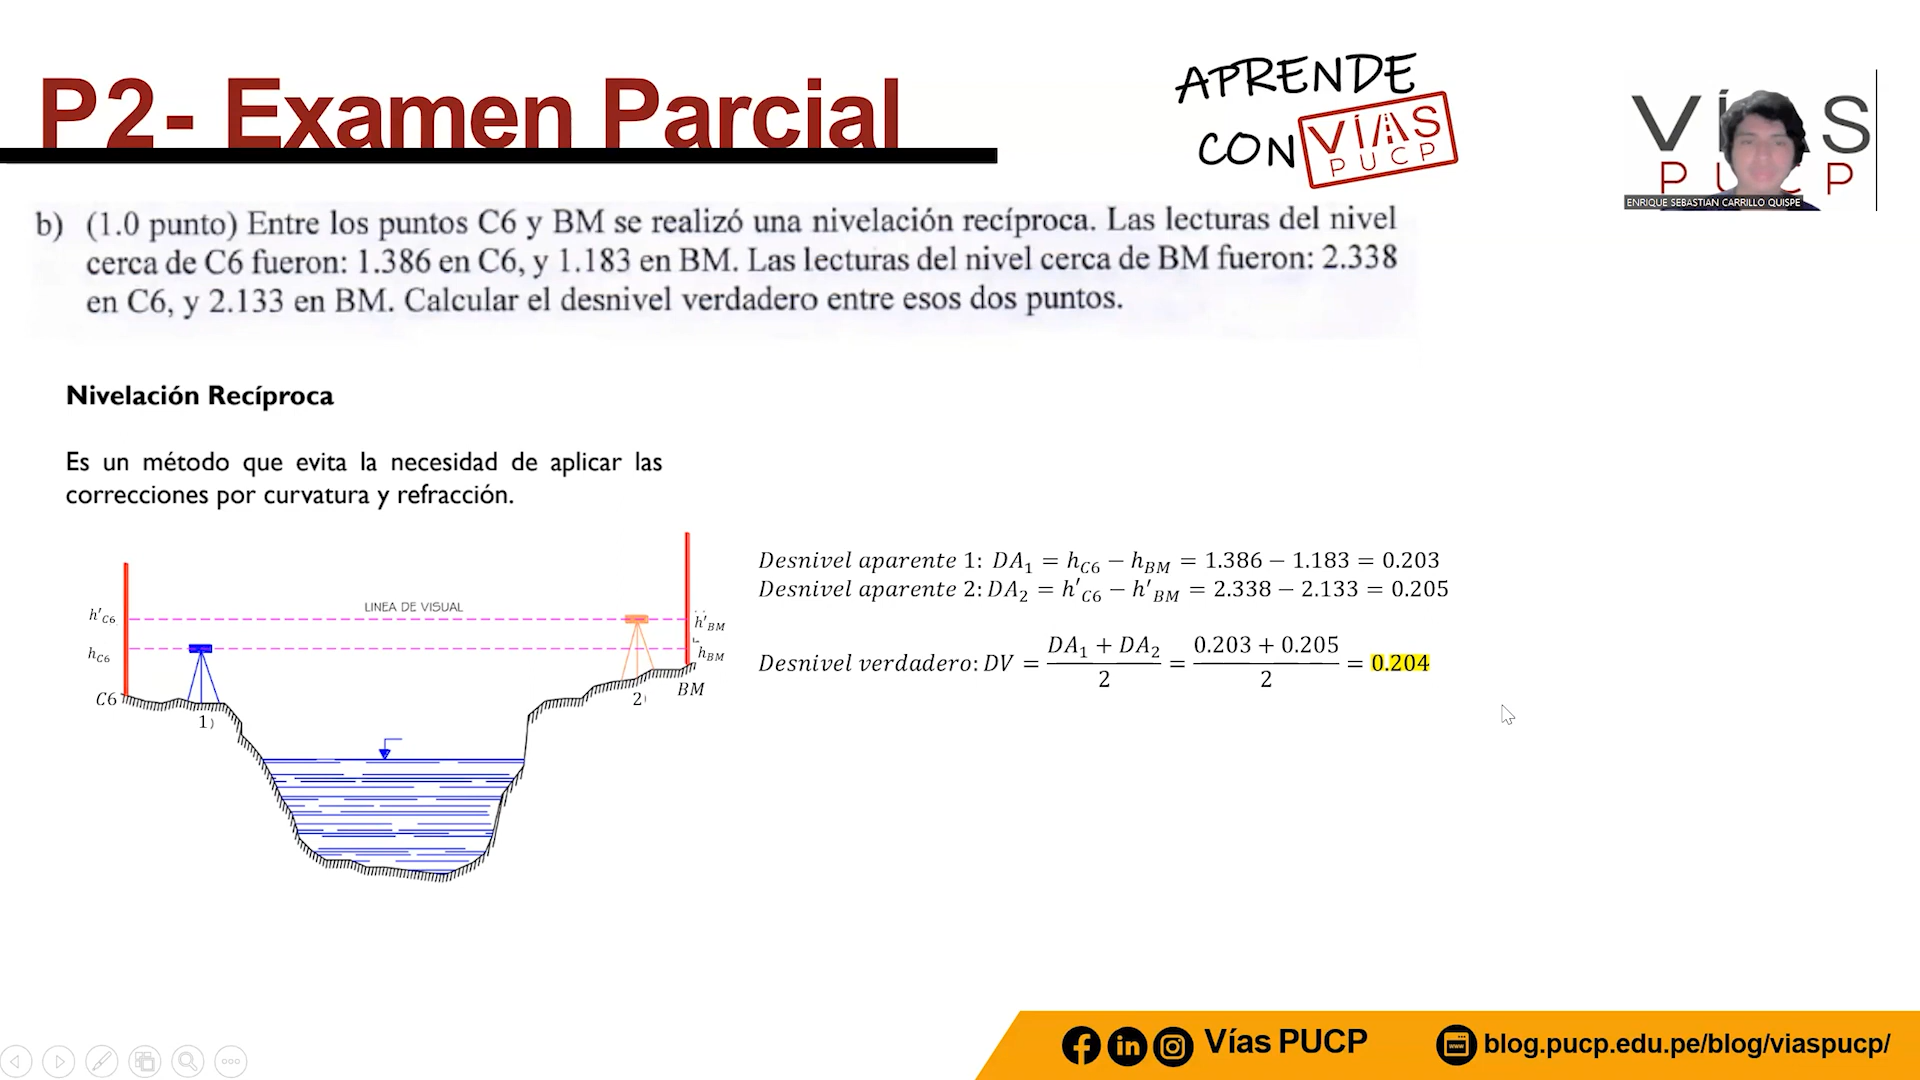 P2- Examen Parcial
APRENDE
CON VÍAS
PUCP
VÍAS
PUCP
ENRIQUE SEBASTIAN CARRILLO QUISPE
b) (1.0 punto) Entre los puntos C6 y BM se realizó una nivelación recíproca. Las lecturas del nivel
cerca de C6 fueron: 1.386 en C6, y 1.183 en BM. Las lecturas del nivel cerca de BM fueron: 2.338
en C6, y 2.133 en BM. Calcular el desnivel verdadero entre esos dos puntos.
Nivelación Recíproca
Es un método que evita la necesidad de aplicar las
correcciones por curvatura y refracción.
LINEA DE VISUAL
h'C6
h'BM
hC6
hBM
C6
BM
1)
2)
Desnivel aparente 1: DA₁ = hC6 − hBM = 1.386 − 1.183 = 0.203
Desnivel aparente 2: DA₂ = h'C6 − h'BM = 2.338 − 2.133 = 0.205
Desnivel verdadero: DV = (DA₁ + DA₂)/2 = (0.203 + 0.205)/2 = 0.204
Vías PUCP
www
blog.pucp.edu.pe/blog/viaspucp/